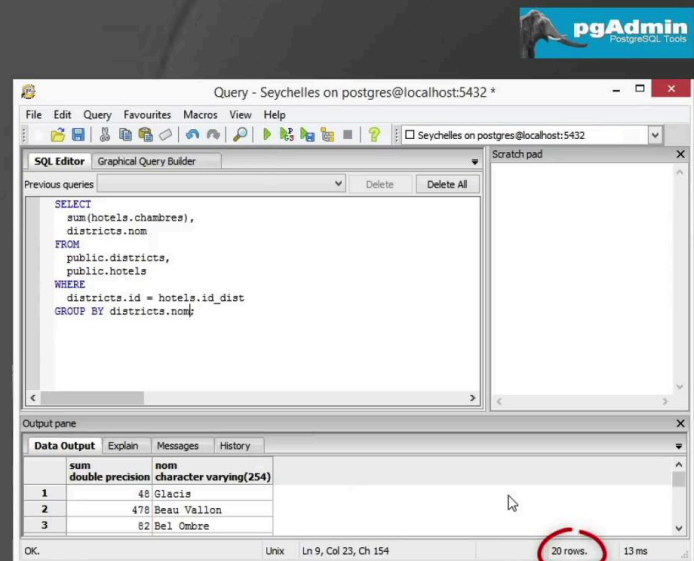 pgAdmin
PostgreSQL Tools
Query - Seychelles on postgres@localhost:5432 *
File Edit Query Favourites Macros View Help
Seychelles on postgres@localhost:5432
SQL Editor Graphical Query Builder
Scratch pad
Previous queries Delete Delete All
SELECT
sum(hotels.chambres),
districts.nom
FROM
public.districts,
public.hotels
WHERE
districts.id = hotels.id_dist
GROUP BY districts.nom;
Output pane
Data Output Explain Messages History
sum nom
double precision character varying(254)
1 48 Glacis
2 478 Beau Vallon
3 82 Bel Ombre
OK. Unix Ln 9, Col 23, Ch 154 20 rows. 13 ms